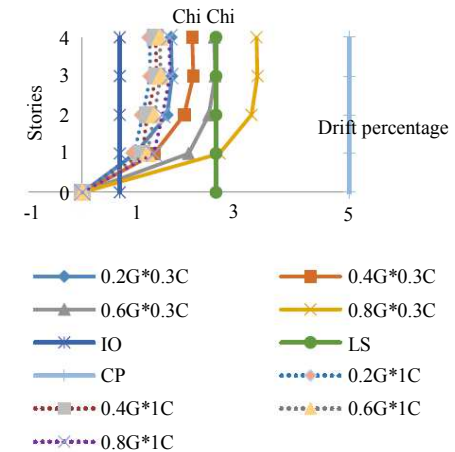 Chi Chi
4
3
2
1
0
Stories
Drift percentage
-1 1 3 5
0.2G*0.3C 0.4G*0.3C
0.6G*0.3C 0.8G*0.3C
IO LS
CP 0.2G*1C
0.4G*1C 0.6G*1C
0.8G*1C